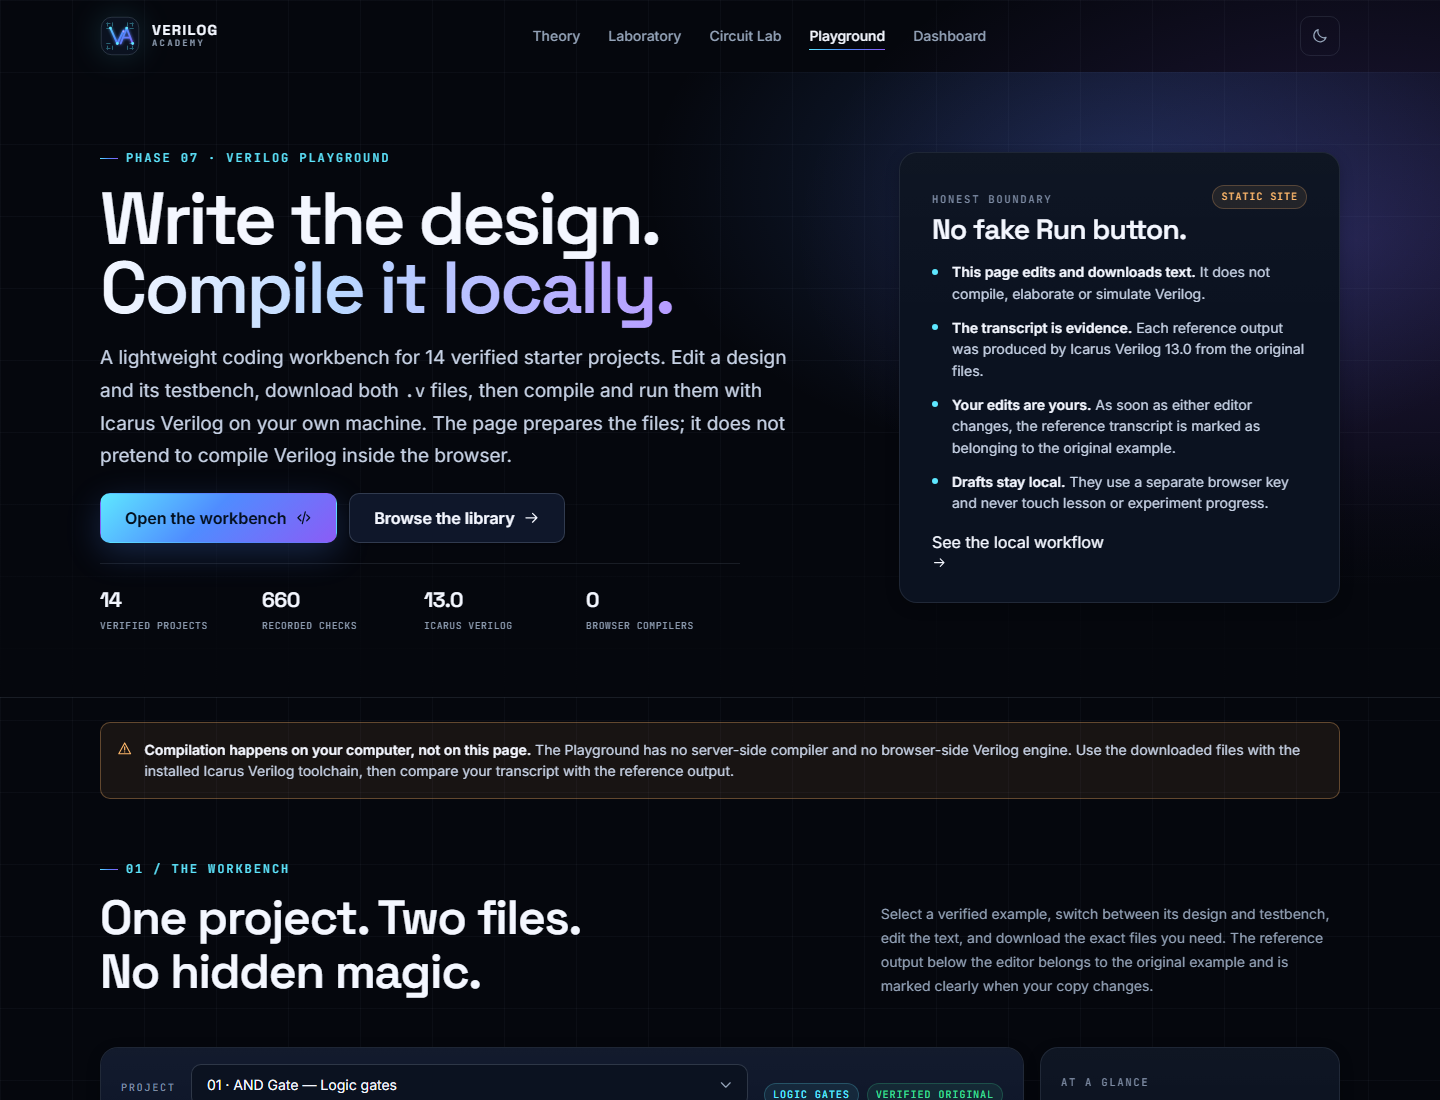 VERILOG
ACADEMY
Theory
Laboratory
Circuit Lab
Playground
Dashboard
PHASE 07 · VERILOG PLAYGROUND
Write the design.
Compile it locally.
A lightweight coding workbench for 14 verified starter projects. Edit a design
and its testbench, download both .v files, then compile and run them with
Icarus Verilog on your own machine. The page prepares the files; it does not
pretend to compile Verilog inside the browser.
Open the workbench </>
Browse the library →
14
VERIFIED PROJECTS
660
RECORDED CHECKS
13.0
ICARUS VERILOG
0
BROWSER COMPILERS
HONEST BOUNDARY
STATIC SITE
No fake Run button.
This page edits and downloads text. It does not
compile, elaborate or simulate Verilog.
The transcript is evidence. Each reference output
was produced by Icarus Verilog 13.0 from the original
files.
Your edits are yours. As soon as either editor
changes, the reference transcript is marked as
belonging to the original example.
Drafts stay local. They use a separate browser key
and never touch lesson or experiment progress.
See the local workflow
→
Compilation happens on your computer, not on this page. The Playground has no server-side compiler and no browser-side Verilog engine. Use the downloaded files with the
installed Icarus Verilog toolchain, then compare your transcript with the reference output.
01 / THE WORKBENCH
One project. Two files.
No hidden magic.
Select a verified example, switch between its design and testbench,
edit the text, and download the exact files you need. The reference
output below the editor belongs to the original example and is
marked clearly when your copy changes.
PROJECT
01 · AND Gate — Logic gates
LOGIC GATES
VERIFIED ORIGINAL
AT A GLANCE